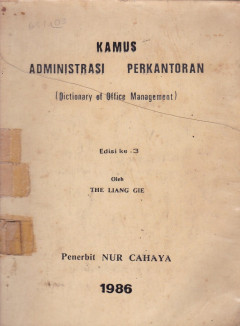 KAMUS
ADMINISTRASI PERKANTORAN
(Dictionary of Office Management)
Edisi ke -3
Oleh
THE LIANG GIE
Penerbit NUR CAHAYA
1986